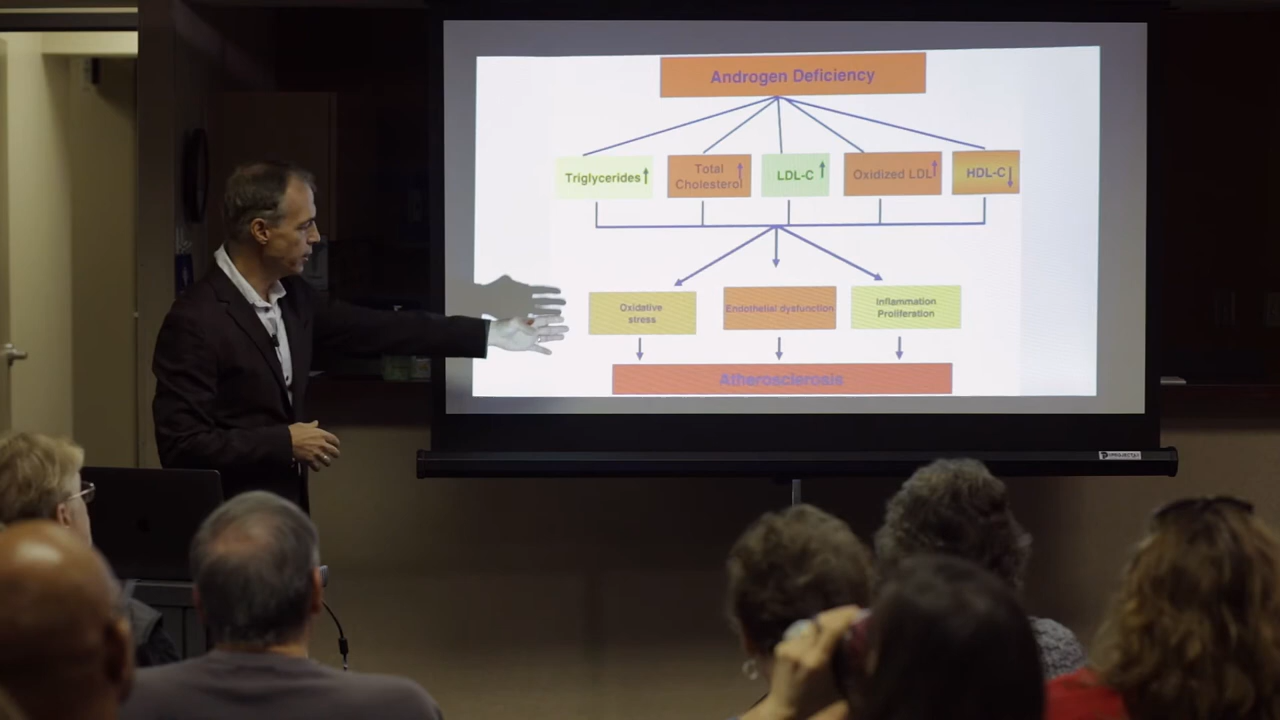 Androgen Deficiency
Triglycerides ↑
Total
Cholesterol ↑
LDL-C ↑
Oxidized LDL ↑
HDL-C ↓
Oxidative
stress
Endothelial dysfunction
Inflammation
Proliferation
Atherosclerosis